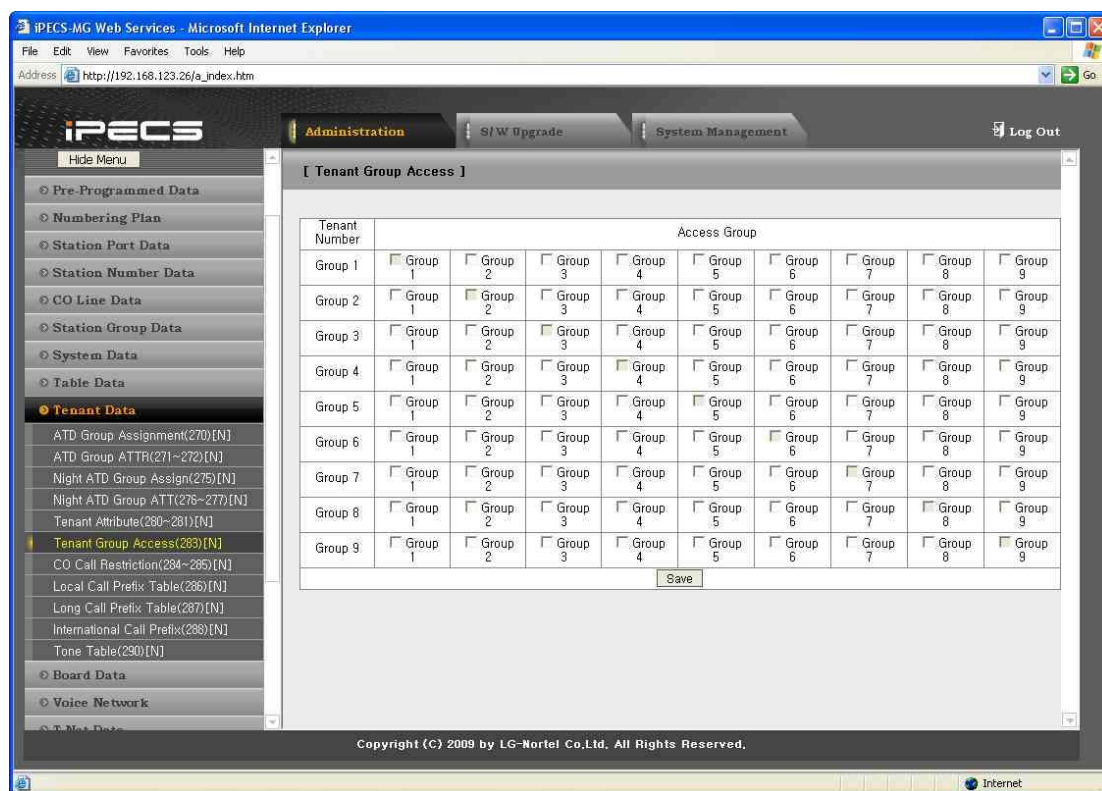 iPECS-MG Web Services - Microsoft Internet Explorer
File Edit View Favorites Tools Help
Address http://192.168.123.26/a_index.htm Go
iPECS
Administration S/W Upgrade System Management Log Out
Hide Menu
Pre-Programmed Data
Numbering Plan
Station Port Data
Station Number Data
CO Line Data
Station Group Data
System Data
Table Data
Tenant Data
ATD Group Assignment(270)[N]
ATD Group ATTR(271~272)[N]
Night ATD Group Assign(275)[N]
Night ATD Group ATT(276~277)[N]
Tenant Attribute(280~281)[N]
Tenant Group Access(283)[N]
CO Call Restriction(284~285)[N]
Local Call Prefix Table(286)[N]
Long Call Prefix Table(287)[N]
International Call Prefix(288)[N]
Tone Table(290)[N]
Board Data
Voice Network
T-Net Data
[ Tenant Group Access ]
Tenant Number Access Group
Group 1 Group 1 Group 2 Group 3 Group 4 Group 5 Group 6 Group 7 Group 8 Group 9
Group 2 Group 1 Group 2 Group 3 Group 4 Group 5 Group 6 Group 7 Group 8 Group 9
Group 3 Group 1 Group 2 Group 3 Group 4 Group 5 Group 6 Group 7 Group 8 Group 9
Group 4 Group 1 Group 2 Group 3 Group 4 Group 5 Group 6 Group 7 Group 8 Group 9
Group 5 Group 1 Group 2 Group 3 Group 4 Group 5 Group 6 Group 7 Group 8 Group 9
Group 6 Group 1 Group 2 Group 3 Group 4 Group 5 Group 6 Group 7 Group 8 Group 9
Group 7 Group 1 Group 2 Group 3 Group 4 Group 5 Group 6 Group 7 Group 8 Group 9
Group 8 Group 1 Group 2 Group 3 Group 4 Group 5 Group 6 Group 7 Group 8 Group 9
Group 9 Group 1 Group 2 Group 3 Group 4 Group 5 Group 6 Group 7 Group 8 Group 9
Save
Copyright (C) 2009 by LG-Nortel Co,Ltd, All Rights Reserved,
Internet